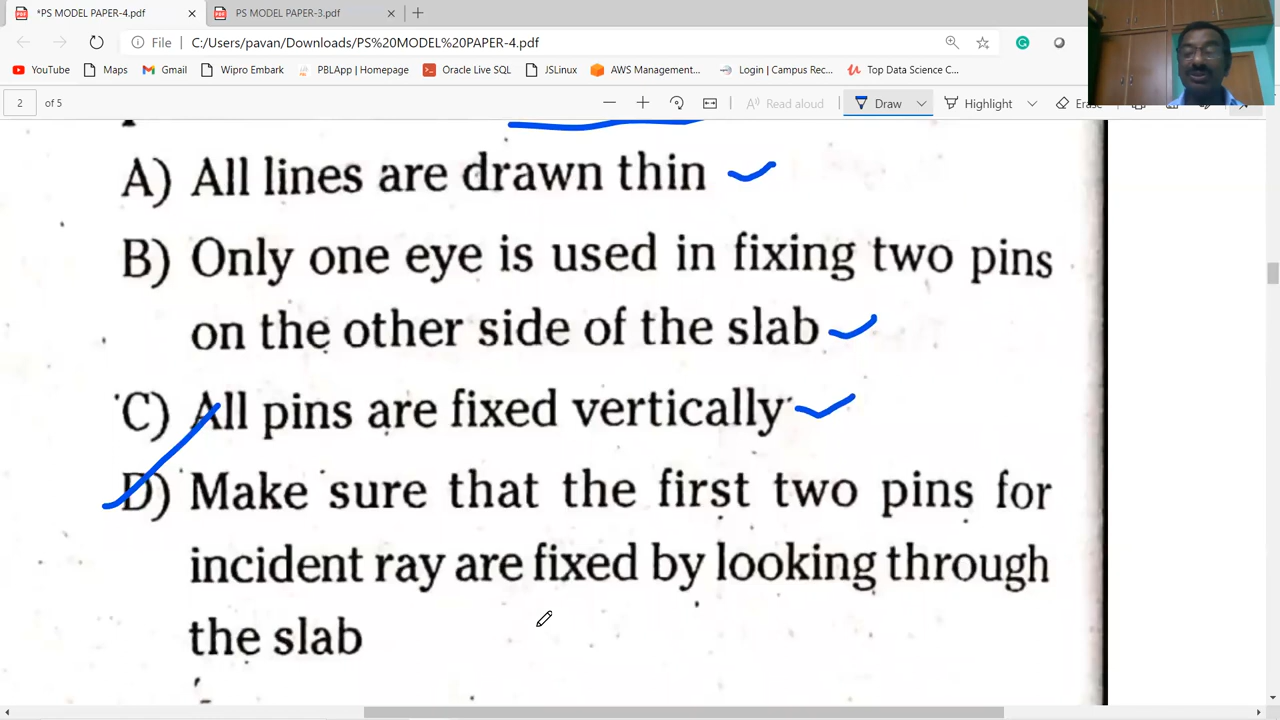 *PS MODEL PAPER-4.pdf
PS MODEL PAPER-3.pdf
File C:/Users/pavan/Downloads/PS%20MODEL%20PAPER-4.pdf
YouTube Maps Gmail Wipro Embark PBLApp | Homepage Oracle Live SQL JSLinux AWS Management... Login | Campus Rec... Top Data Science C...
2 of 5 Read aloud Draw Highlight Erase
A) All lines are drawn thin
B) Only one eye is used in fixing two pins
on the other side of the slab
C) All pins are fixed vertically
D) Make sure that the first two pins for
incident ray are fixed by looking through
the slab